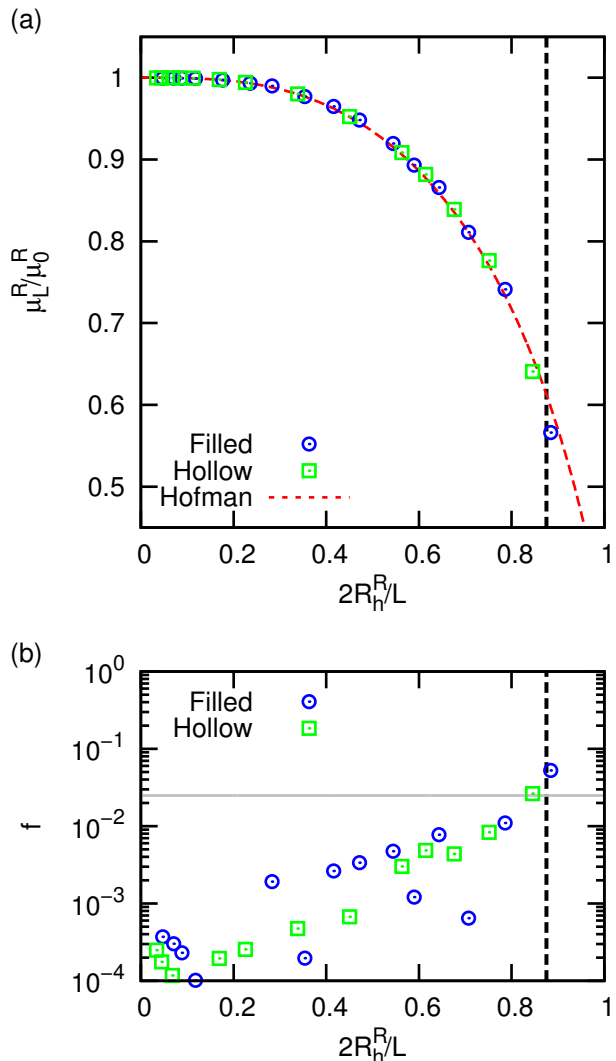 (a)
1
0.9
0.8
0.7
0.6
0.5
μ_L^R/μ_0^R
Filled
Hollow
Hofman
0 0.2 0.4 0.6 0.8 1
2R_h^R/L
(b)
10^0
10^-1
10^-2
10^-3
10^-4
f
Filled
Hollow
0 0.2 0.4 0.6 0.8 1
2R_h^R/L